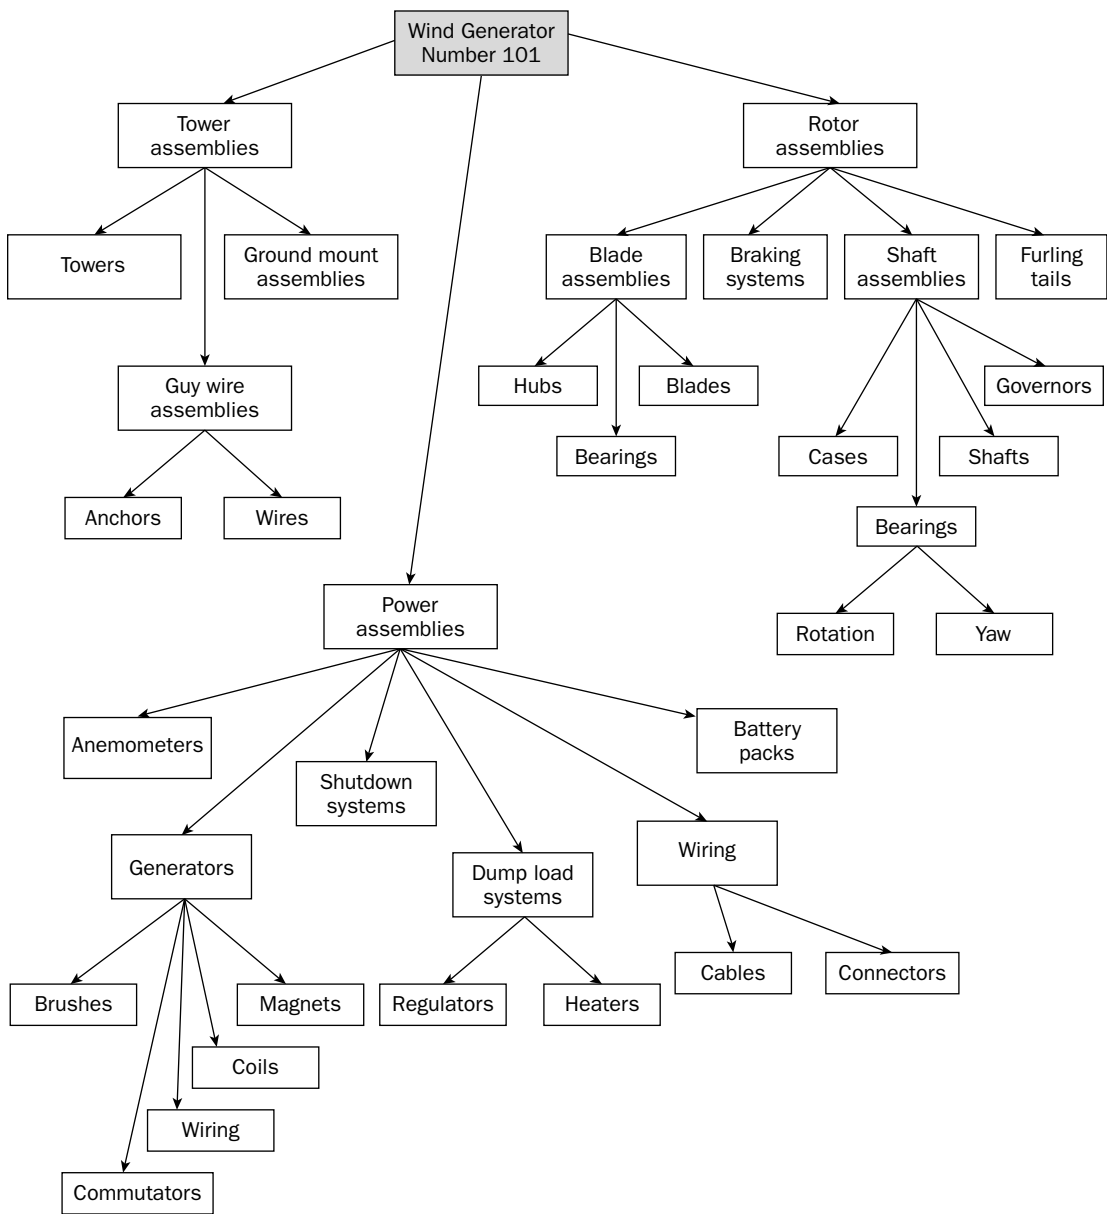 Wind Generator
Number 101
Tower
assemblies
Rotor
assemblies
Towers
Ground mount
assemblies
Blade
assemblies
Braking
systems
Shaft
assemblies
Furling
tails
Guy wire
assemblies
Hubs
Blades
Governors
Bearings
Cases
Shafts
Anchors
Wires
Bearings
Rotation
Yaw
Power
assemblies
Anemometers
Shutdown
systems
Battery
packs
Generators
Dump load
systems
Wiring
Cables
Connectors
Brushes
Magnets
Regulators
Heaters
Coils
Wiring
Commutators